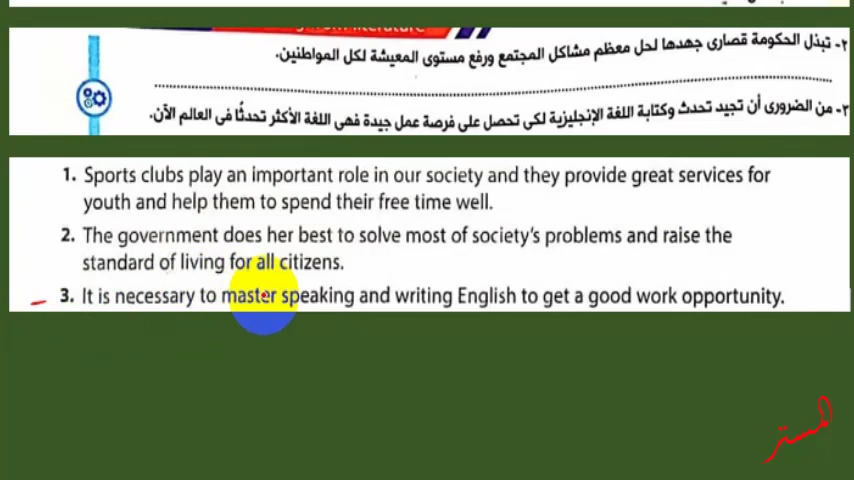 from literature
٢- تبذل الحكومة قصارى جهدها لحل معظم مشاكل المجتمع ورفع مستوى المعيشة لكل المواطنين.
٣- من الضرورى أن تجيد تحدث وكتابة اللغة الإنجليزية لكى تحصل على فرصة عمل جيدة فهى اللغة الأكثر تحدثًا فى العالم الآن.
1. Sports clubs play an important role in our society and they provide great services for
youth and help them to spend their free time well.
2. The government does her best to solve most of society's problems and raise the
standard of living for all citizens.
3. It is necessary to master speaking and writing English to get a good work opportunity.
المستر